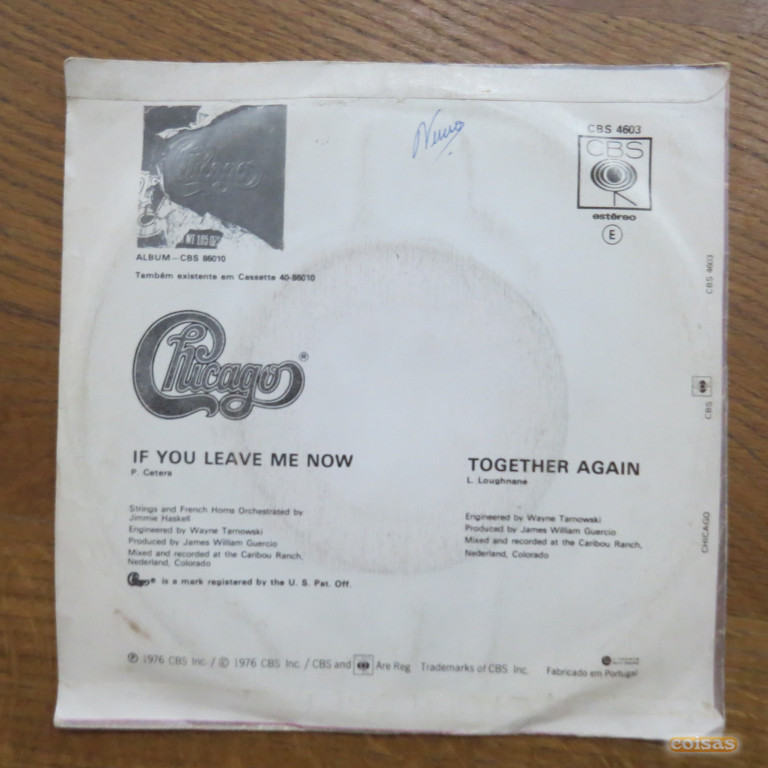 Nuno
CBS 4603
CBS
estéreo
E
Chicago
ALBUM—CBS 86010
Também existente em Cassette 40-86010
Chicago®
IF YOU LEAVE ME NOW
P. Cetera
TOGETHER AGAIN
L. Loughnane
Strings and French Horns Orchestrated by
Jimmie Haskell
Engineered by Wayne Tarnowski
Produced by James William Guercio
Mixed and recorded at the Caribou Ranch,
Nederland, Colorado
Chicago® is a mark registered by the U. S. Pat. Off.
Engineered by Wayne Tarnowski
Produced by James William Guercio
Mixed and recorded at the Caribou Ranch,
Nederland, Colorado
℗ 1976 CBS Inc./© 1976 CBS Inc./CBS and Are Reg Trademarks of CBS Inc.
Fabricado em Portugal
CBS 4603
CBS
CHICAGO
coisas